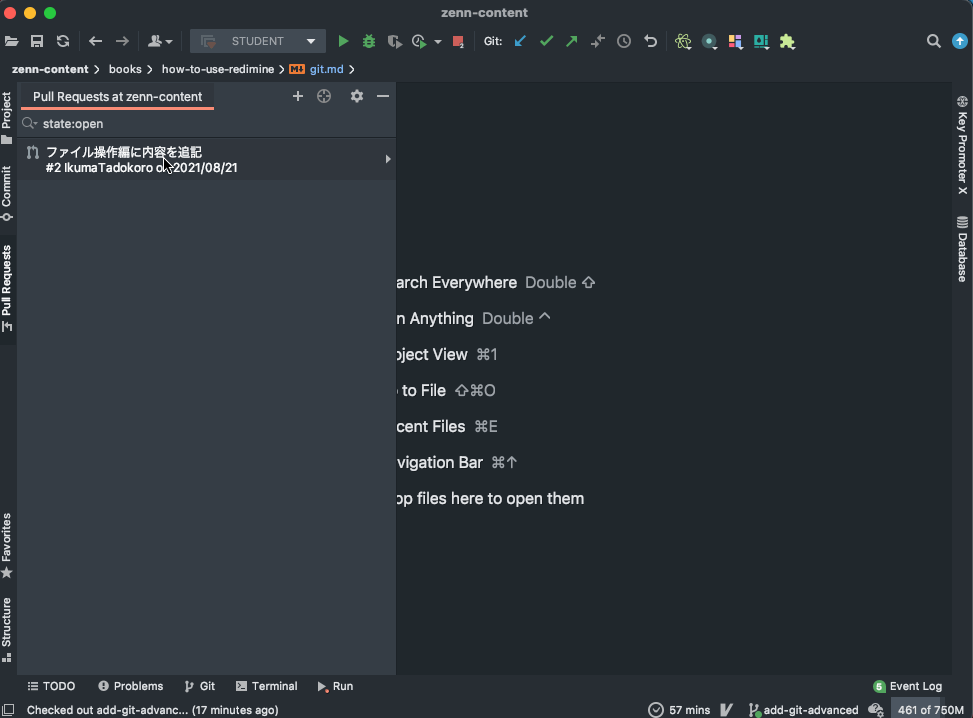 zenn-content
STUDENT
Git:
zenn-content
books
how-to-use-redimine
git.md
Pull Requests at zenn-content
state:open
ファイル操作編に内容を追記
#2 IkumaTadokoro on 2021/08/21
arch Everywhere Double ⇧
n Anything Double ^
ject View ⌘1
to File ⇧⌘O
cent Files ⌘E
vigation Bar ⌘↑
op files here to open them
Project
Commit
Pull Requests
Favorites
Structure
Key Promoter X
Database
TODO
Problems
Git
Terminal
Run
5 Event Log
Checked out add-git-advanc... (17 minutes ago)
57 mins
add-git-advanced
461 of 750M